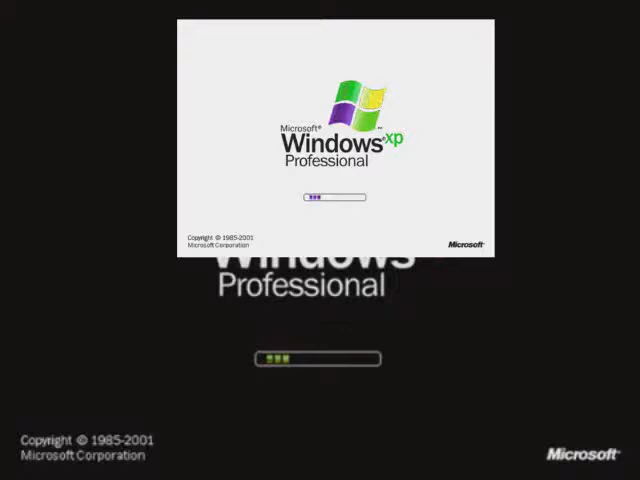 Microsoft®
Windows® xp
Professional
Copyright © 1985-2001
Microsoft Corporation
Microsoft
Windows
Professional
Copyright © 1985-2001
Microsoft Corporation
Microsoft